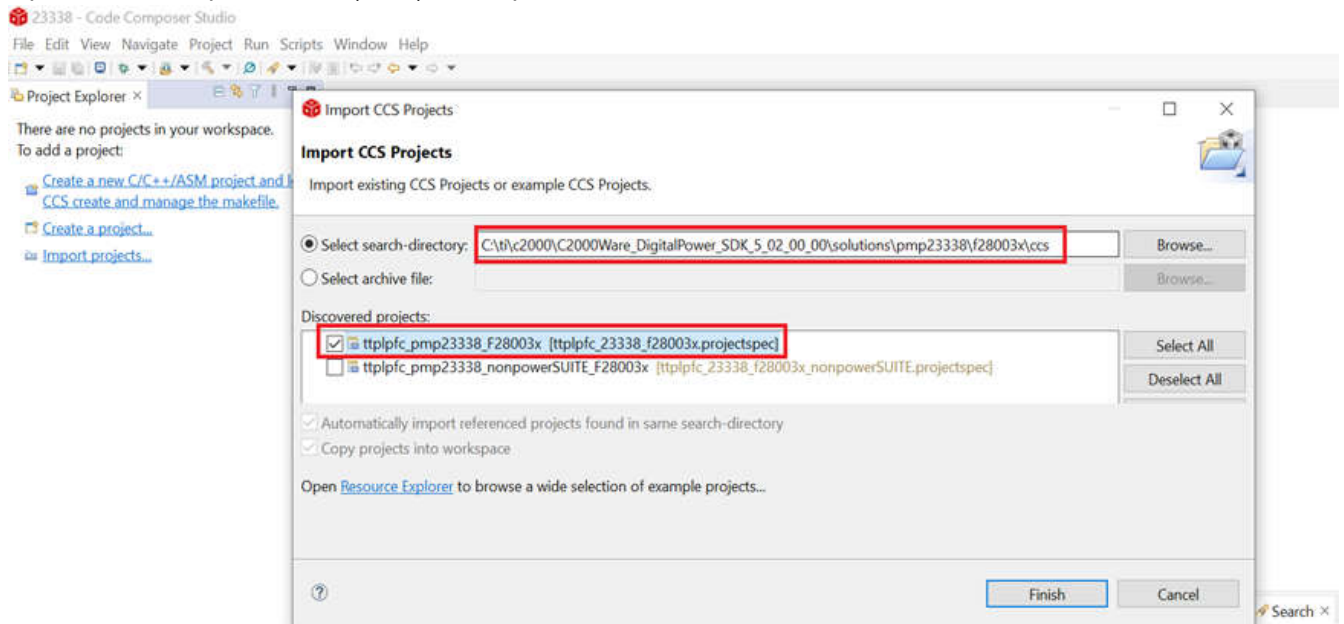 23338 - Code Composer Studio
File Edit View Navigate Project Run Scripts Window Help
Project Explorer ×
There are no projects in your workspace.
To add a project:
Create a new C/C++/ASM project and
CCS create and manage the makefile.
Create a project...
Import projects...
Import CCS Projects
Import CCS Projects
Import existing CCS Projects or example CCS Projects.
Select search-directory: C:\ti\c2000\C2000Ware_DigitalPower_SDK_5_02_00_00\solutions\pmp23338\f28003x\ccs Browse...
Select archive file: Browse...
Discovered projects:
ttplpfc_pmp23338_F28003x [ttplpfc_23338_f28003x.projectspec] Select All
ttplpfc_pmp23338_nonpowerSUITE_F28003x [ttplpfc_23338_f28003x_nonpowerSUITE.projectspec] Deselect All
Automatically import referenced projects found in same search-directory
Copy projects into workspace
Open Resource Explorer to browse a wide selection of example projects...
Finish Cancel
Search ×